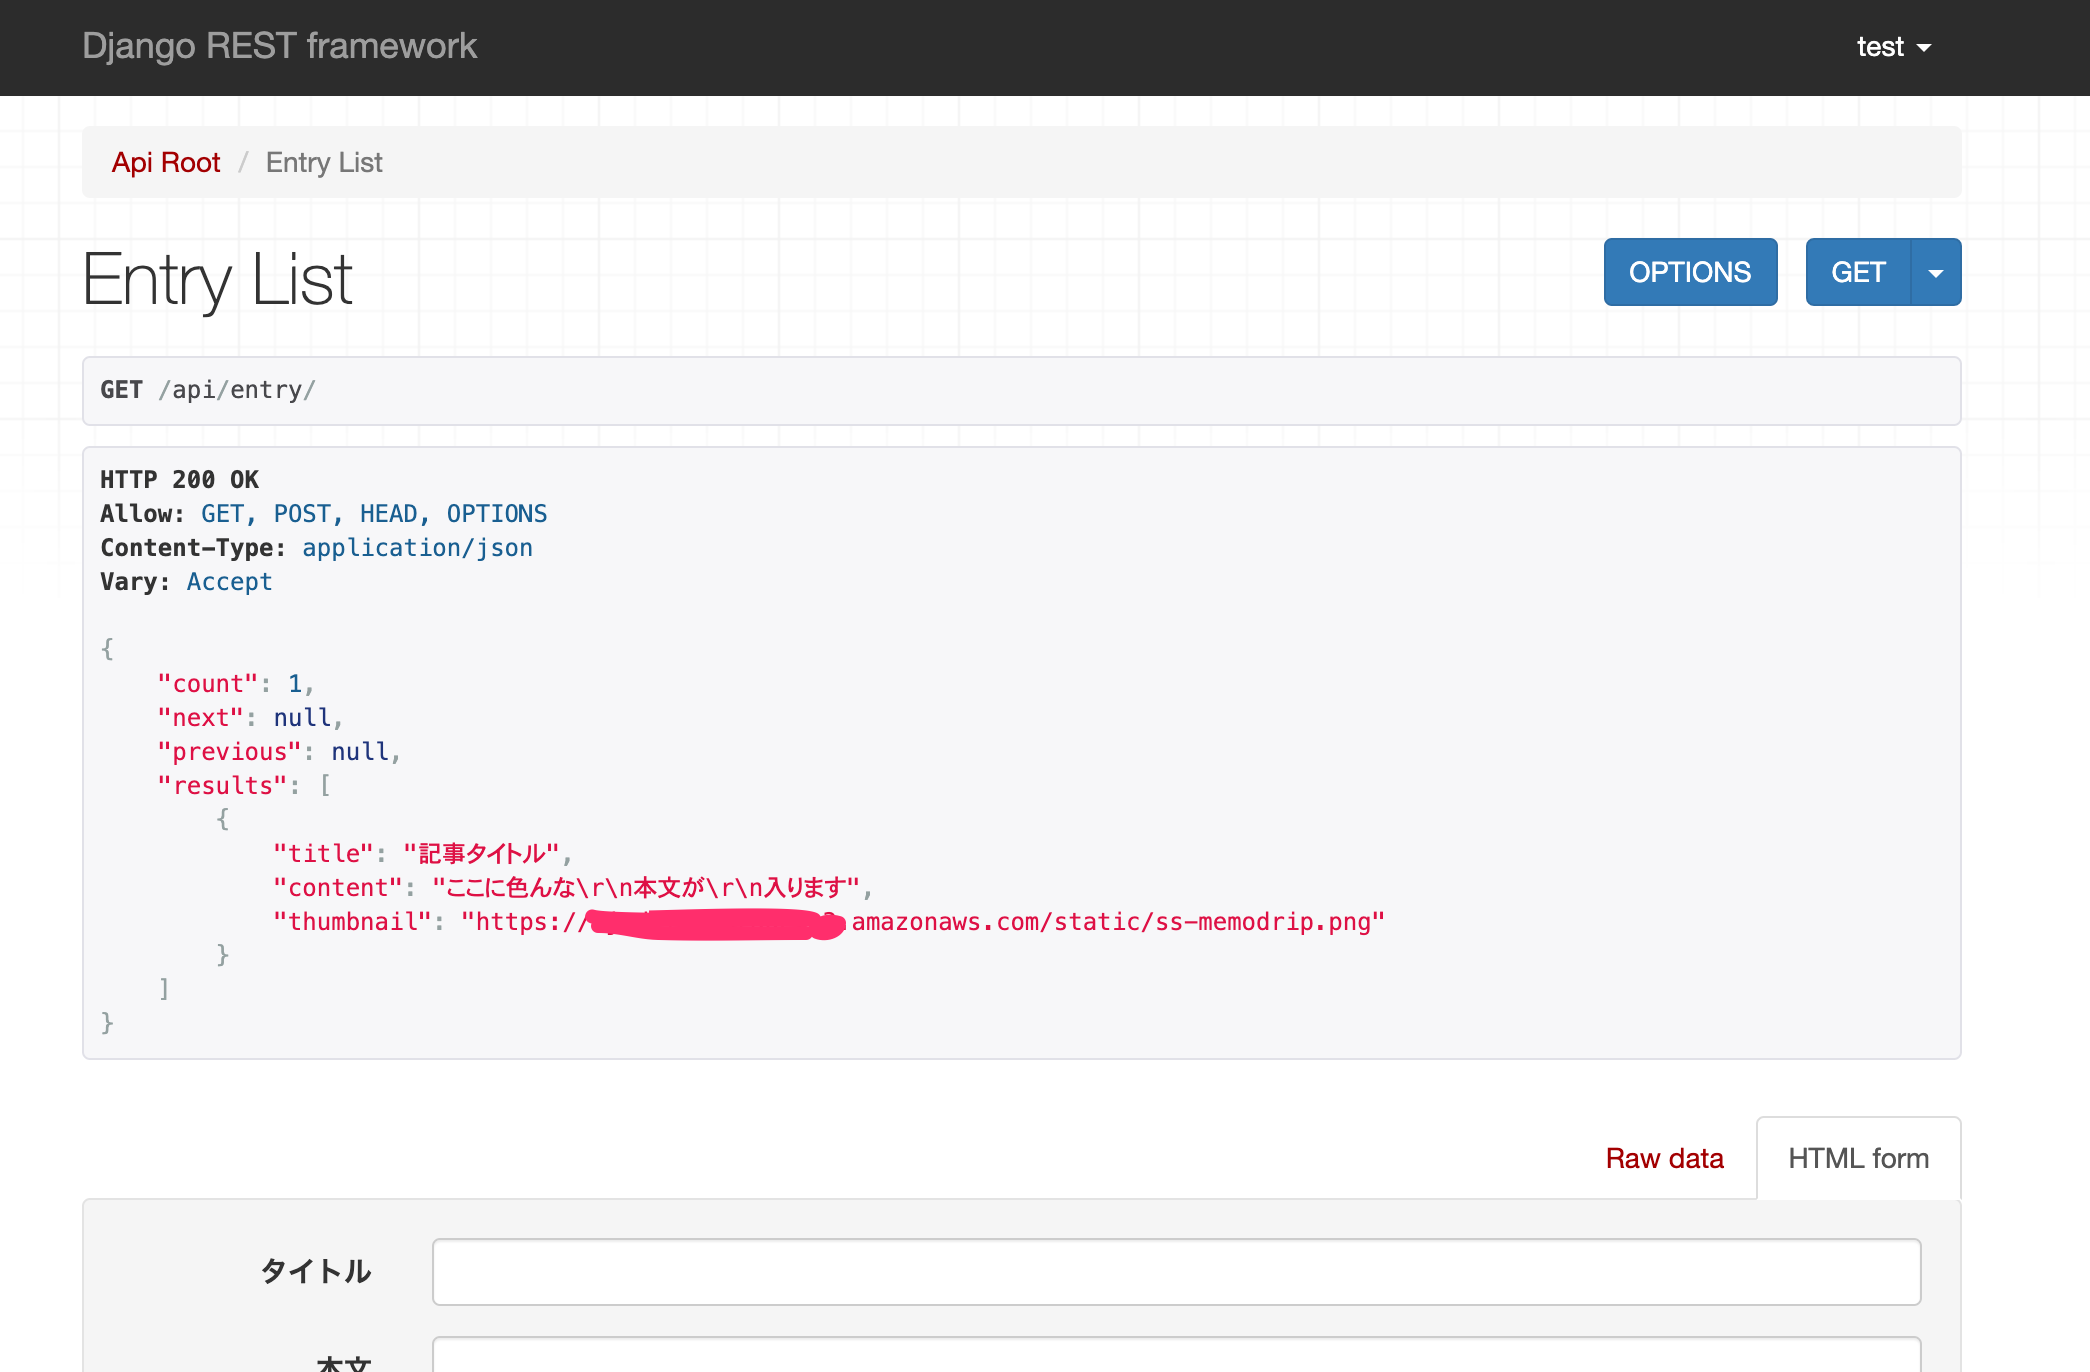 Django REST framework
test
Api Root / Entry List
Entry List
OPTIONS
GET
GET /api/entry/
HTTP 200 OK
Allow: GET, POST, HEAD, OPTIONS
Content-Type: application/json
Vary: Accept
{
"count": 1,
"next": null,
"previous": null,
"results": [
{
"title": "記事タイトル",
"content": "ここに色んな\r\n本文が\r\n入ります",
"thumbnail": "https://.amazonaws.com/static/ss-memodrip.png"
}
]
}
Raw data
HTML form
タイトル
本文